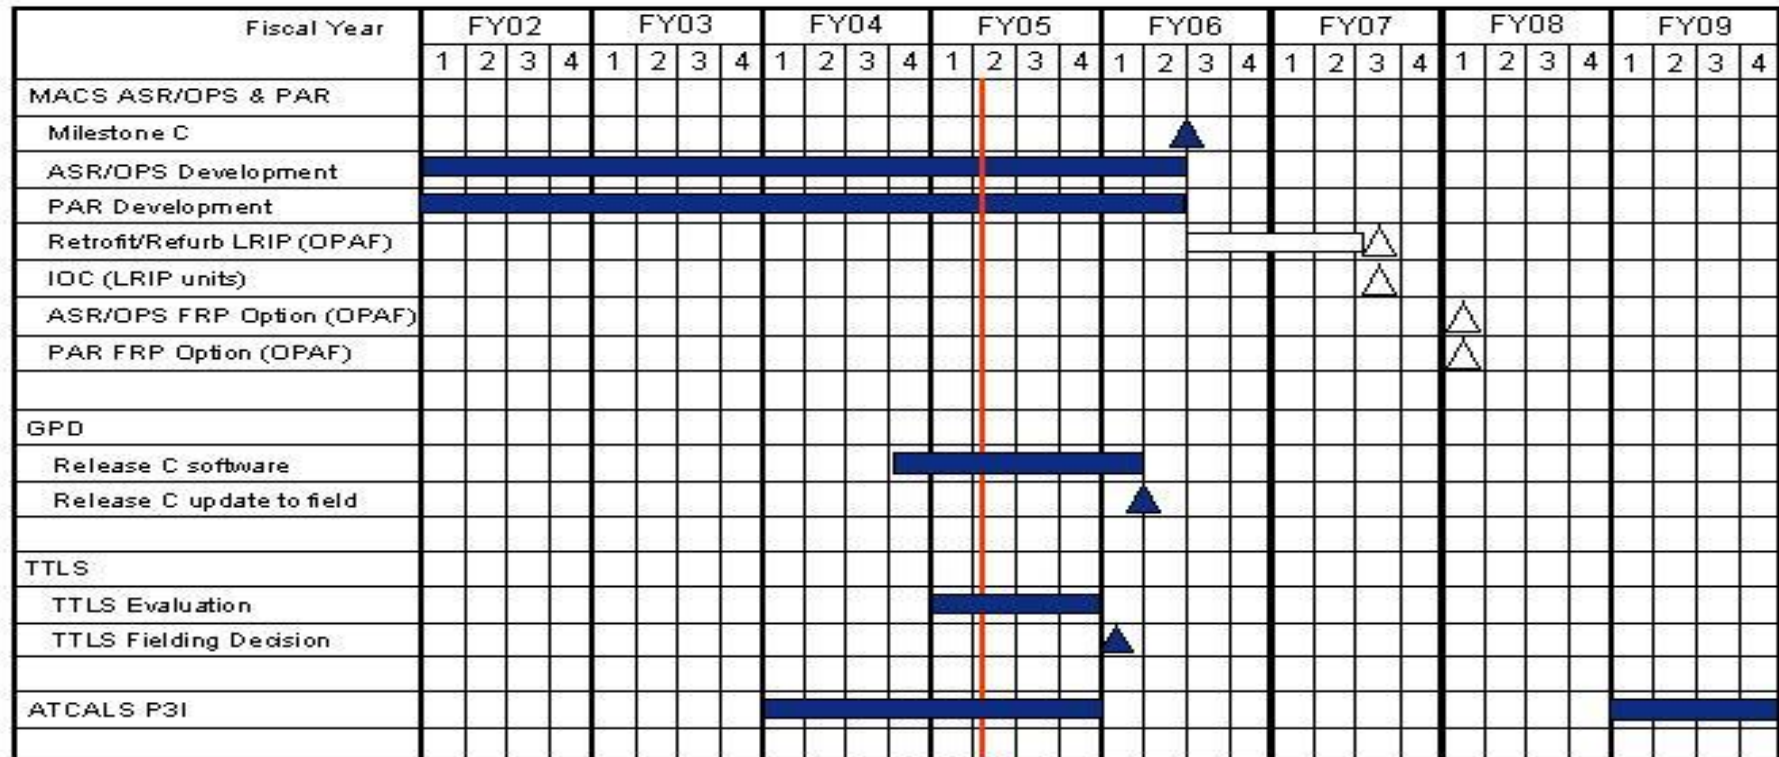 Fiscal Year FY02 FY03 FY04 FY05 FY06 FY07 FY08 FY09
1 2 3 4 1 2 3 4 1 2 3 4 1 2 3 4 1 2 3 4 1 2 3 4 1 2 3 4 1 2 3 4
MACS ASR/OPS & PAR
Milestone C
ASR/OPS Development
PAR Development
Retrofit/Refurb LRIP (OPAF)
IOC (LRIP units)
ASR/OPS FRP Option (OPAF)
PAR FRP Option (OPAF)
GPD
Release C software
Release C update to field
TTLS
TTLS Evaluation
TTLS Fielding Decision
ATCALS P3I